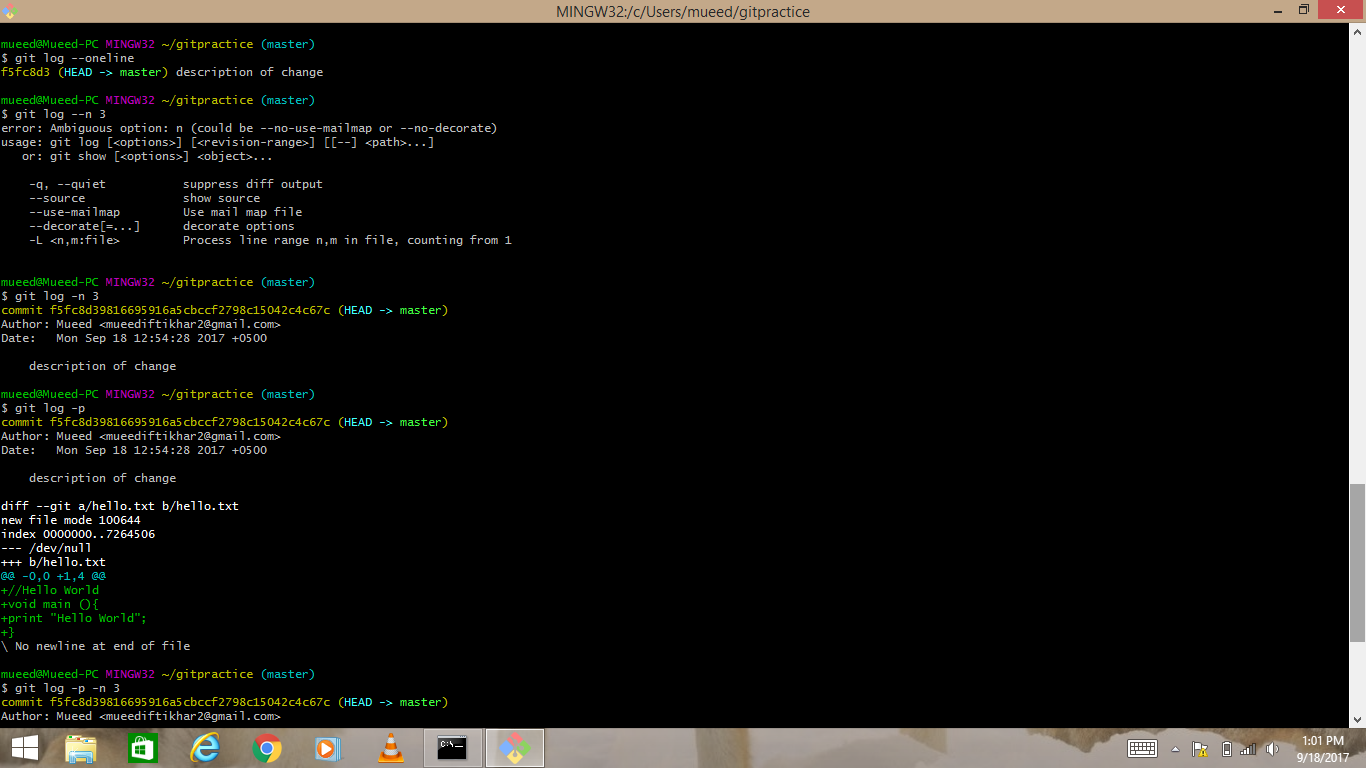 MINGW32:/c/Users/mueed/gitpractice
mueed@Mueed-PC MINGW32 ~/gitpractice (master)
$ git log --oneline
f5fc8d3 (HEAD -> master) description of change
mueed@Mueed-PC MINGW32 ~/gitpractice (master)
$ git log --n 3
error: Ambiguous option: n (could be --no-use-mailmap or --no-decorate)
usage: git log [<options>] [<revision-range>] [[--] <path>...]
   or: git show [<options>] <object>...
    -q, --quiet           suppress diff output
    --source              show source
    --use-mailmap         Use mail map file
    --decorate[=...]      decorate options
    -L <n,m:file>         Process line range n,m in file, counting from 1
mueed@Mueed-PC MINGW32 ~/gitpractice (master)
$ git log -n 3
commit f5fc8d39816695916a5cbccf2798c15042c4c67c (HEAD -> master)
Author: Mueed <mueediftikhar2@gmail.com>
Date:   Mon Sep 18 12:54:28 2017 +0500
    description of change
mueed@Mueed-PC MINGW32 ~/gitpractice (master)
$ git log -p
commit f5fc8d39816695916a5cbccf2798c15042c4c67c (HEAD -> master)
Author: Mueed <mueediftikhar2@gmail.com>
Date:   Mon Sep 18 12:54:28 2017 +0500
    description of change
diff --git a/hello.txt b/hello.txt
new file mode 100644
index 0000000..7264506
--- /dev/null
+++ b/hello.txt
@@ -0,0 +1,4 @@
+//Hello World
+void main (){
+print "Hello World";
+}
\ No newline at end of file
mueed@Mueed-PC MINGW32 ~/gitpractice (master)
$ git log -p -n 3
commit f5fc8d39816695916a5cbccf2798c15042c4c67c (HEAD -> master)
Author: Mueed <mueediftikhar2@gmail.com>
C:\_
1:01 PM
9/18/2017